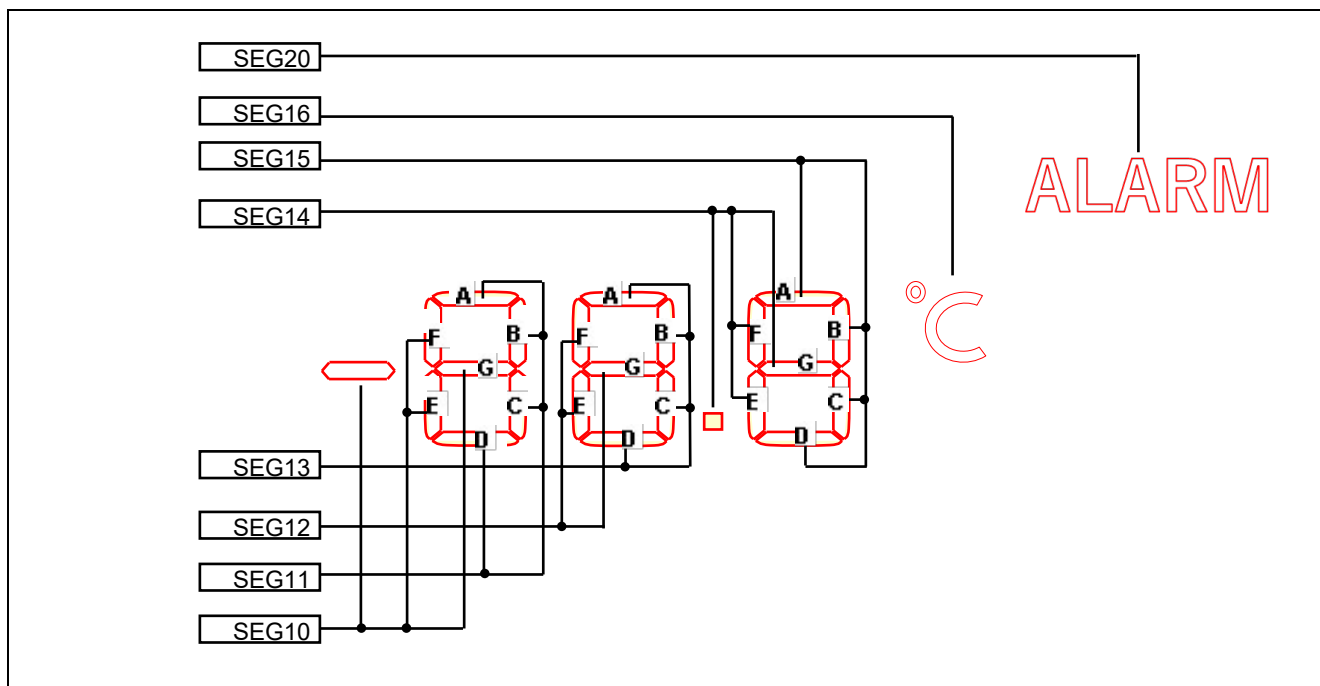 SEG20
SEG16
SEG15
SEG14
ALARM
°C
A A A
F B F B F B
G G G
E C E C E C
D D D
SEG13
SEG12
SEG11
SEG10